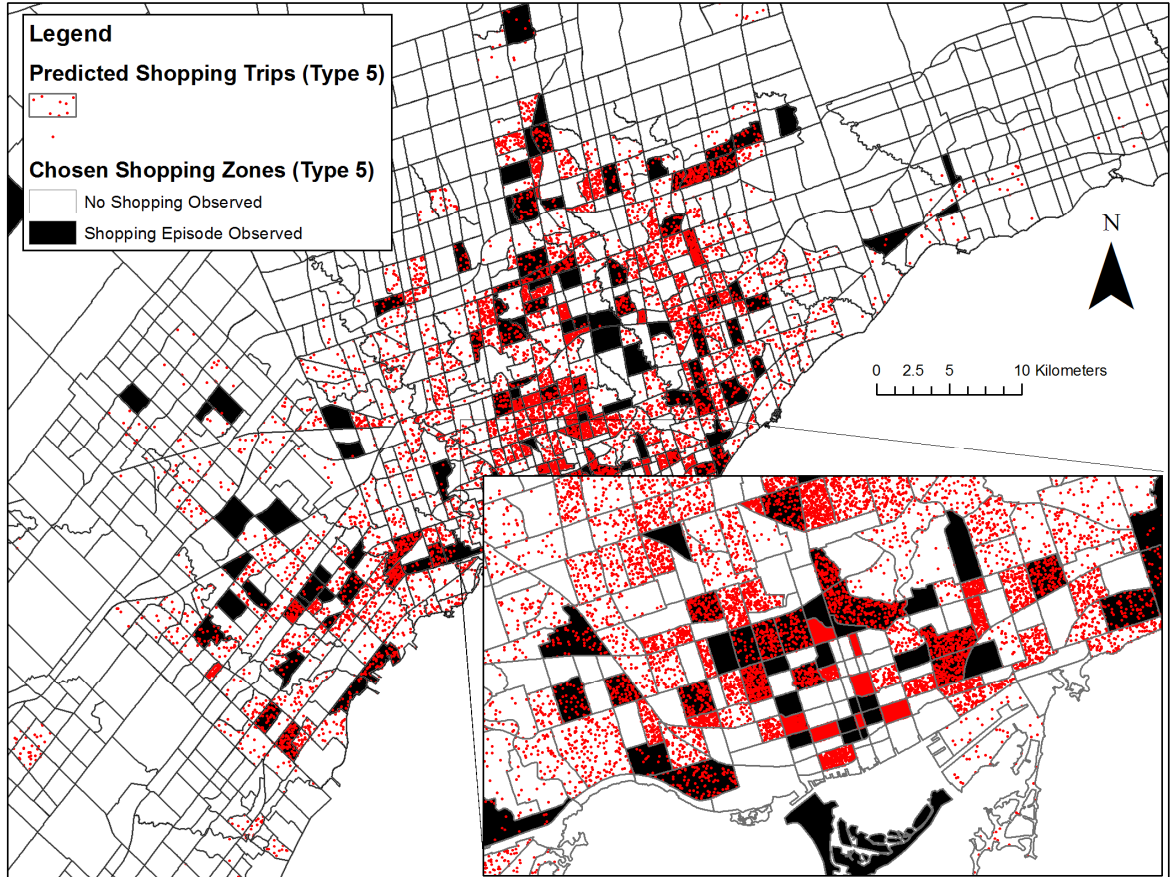 Legend
Predicted Shopping Trips (Type 5)
Chosen Shopping Zones (Type 5)
No Shopping Observed
Shopping Episode Observed
N
0 2.5 5 10 Kilometers